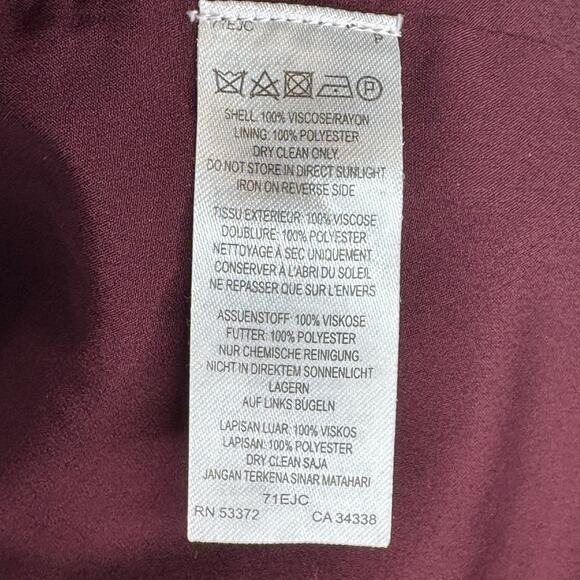 71EJC
P
SHELL: 100% VISCOSE/RAYON
LINING: 100% POLYESTER
DRY CLEAN ONLY
DO NOT STORE IN DIRECT SUNLIGHT
IRON ON REVERSE SIDE
TISSU EXTERIEUR: 100% VISCOSE
DOUBLURE: 100% POLYESTER
NETTOYAGE À SEC UNIQUEMENT
CONSERVER À L'ABRI DU SOLEIL
NE REPASSER QUE SUR L'ENVERS
ASSUENSTOFF: 100% VISKOSE
FUTTER: 100% POLYESTER
NUR CHEMISCHE REINIGUNG
NICHT IN DIREKTEM SONNENLICHT
LAGERN
AUF LINKS BÜGELN
LAPISAN LUAR: 100% VISKOS
LAPISAN: 100% POLYESTER
DRY CLEAN SAJA
JANGAN TERKENA SINAR MATAHARI
71EJC
RN 53372 CA 34338